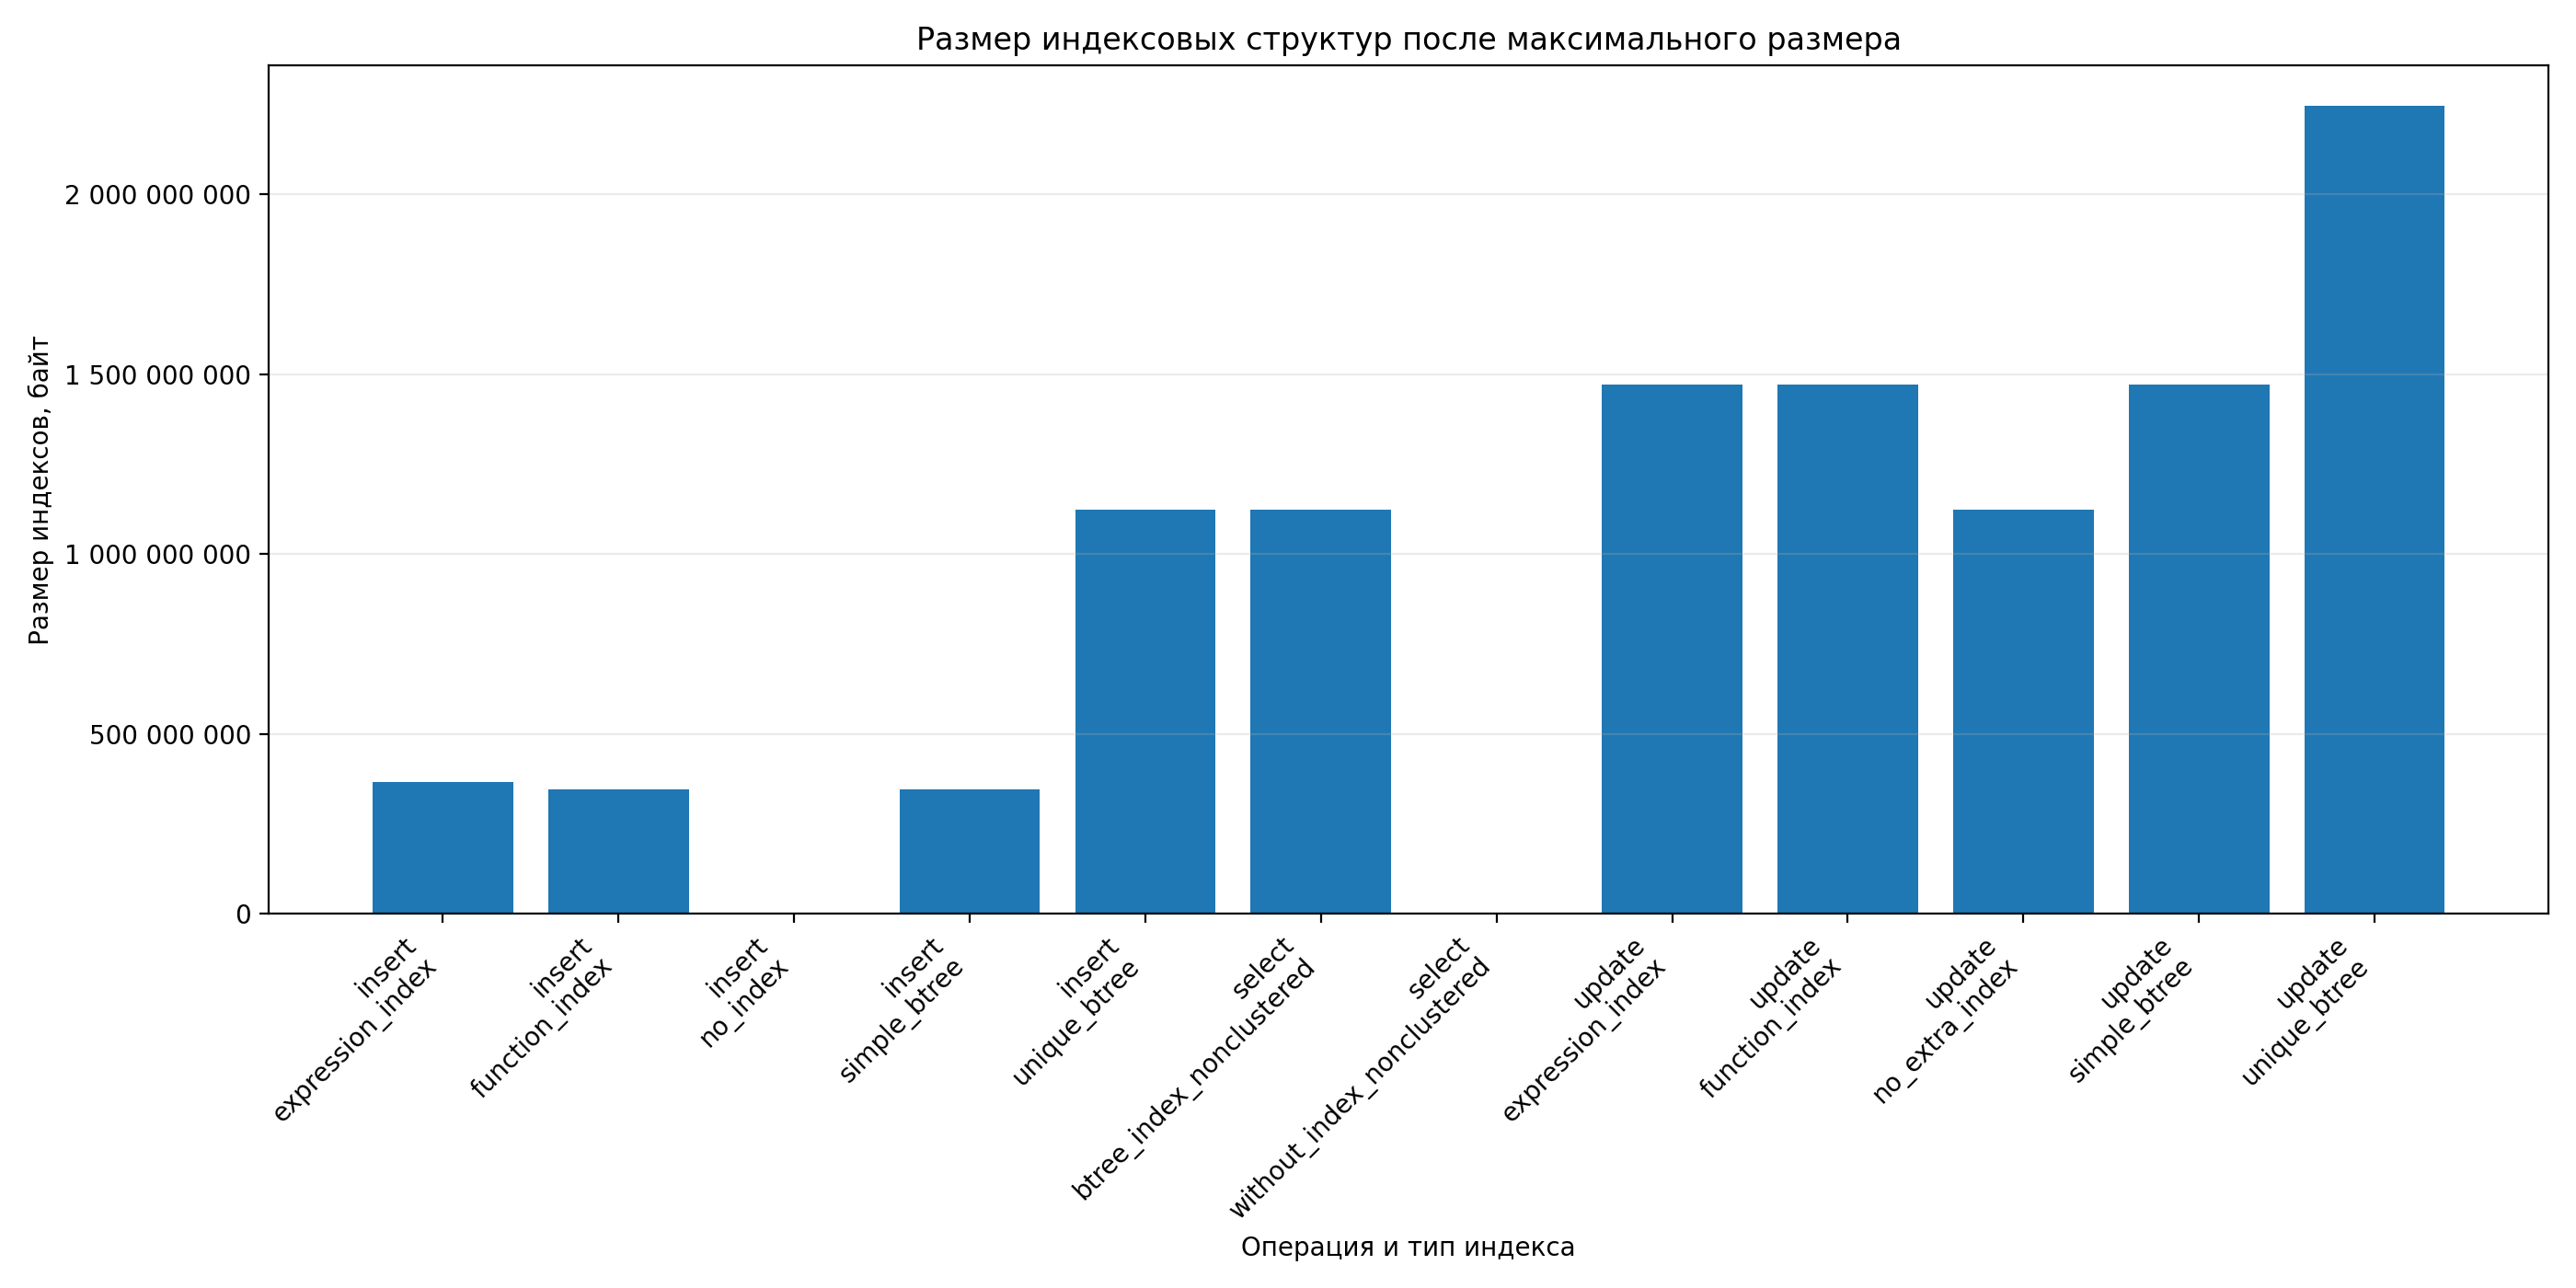 Размер индексовых структур после максимального размера
Размер индексов, байт
2 000 000 000
1 500 000 000
1 000 000 000
500 000 000
0
insert
expression_index
insert
function_index
insert
no_index
insert
simple_btree
insert
unique_btree
select
btree_index_nonclustered
select
without_index_nonclustered
update
expression_index
update
function_index
update
no_extra_index
update
simple_btree
update
unique_btree
Операция и тип индекса